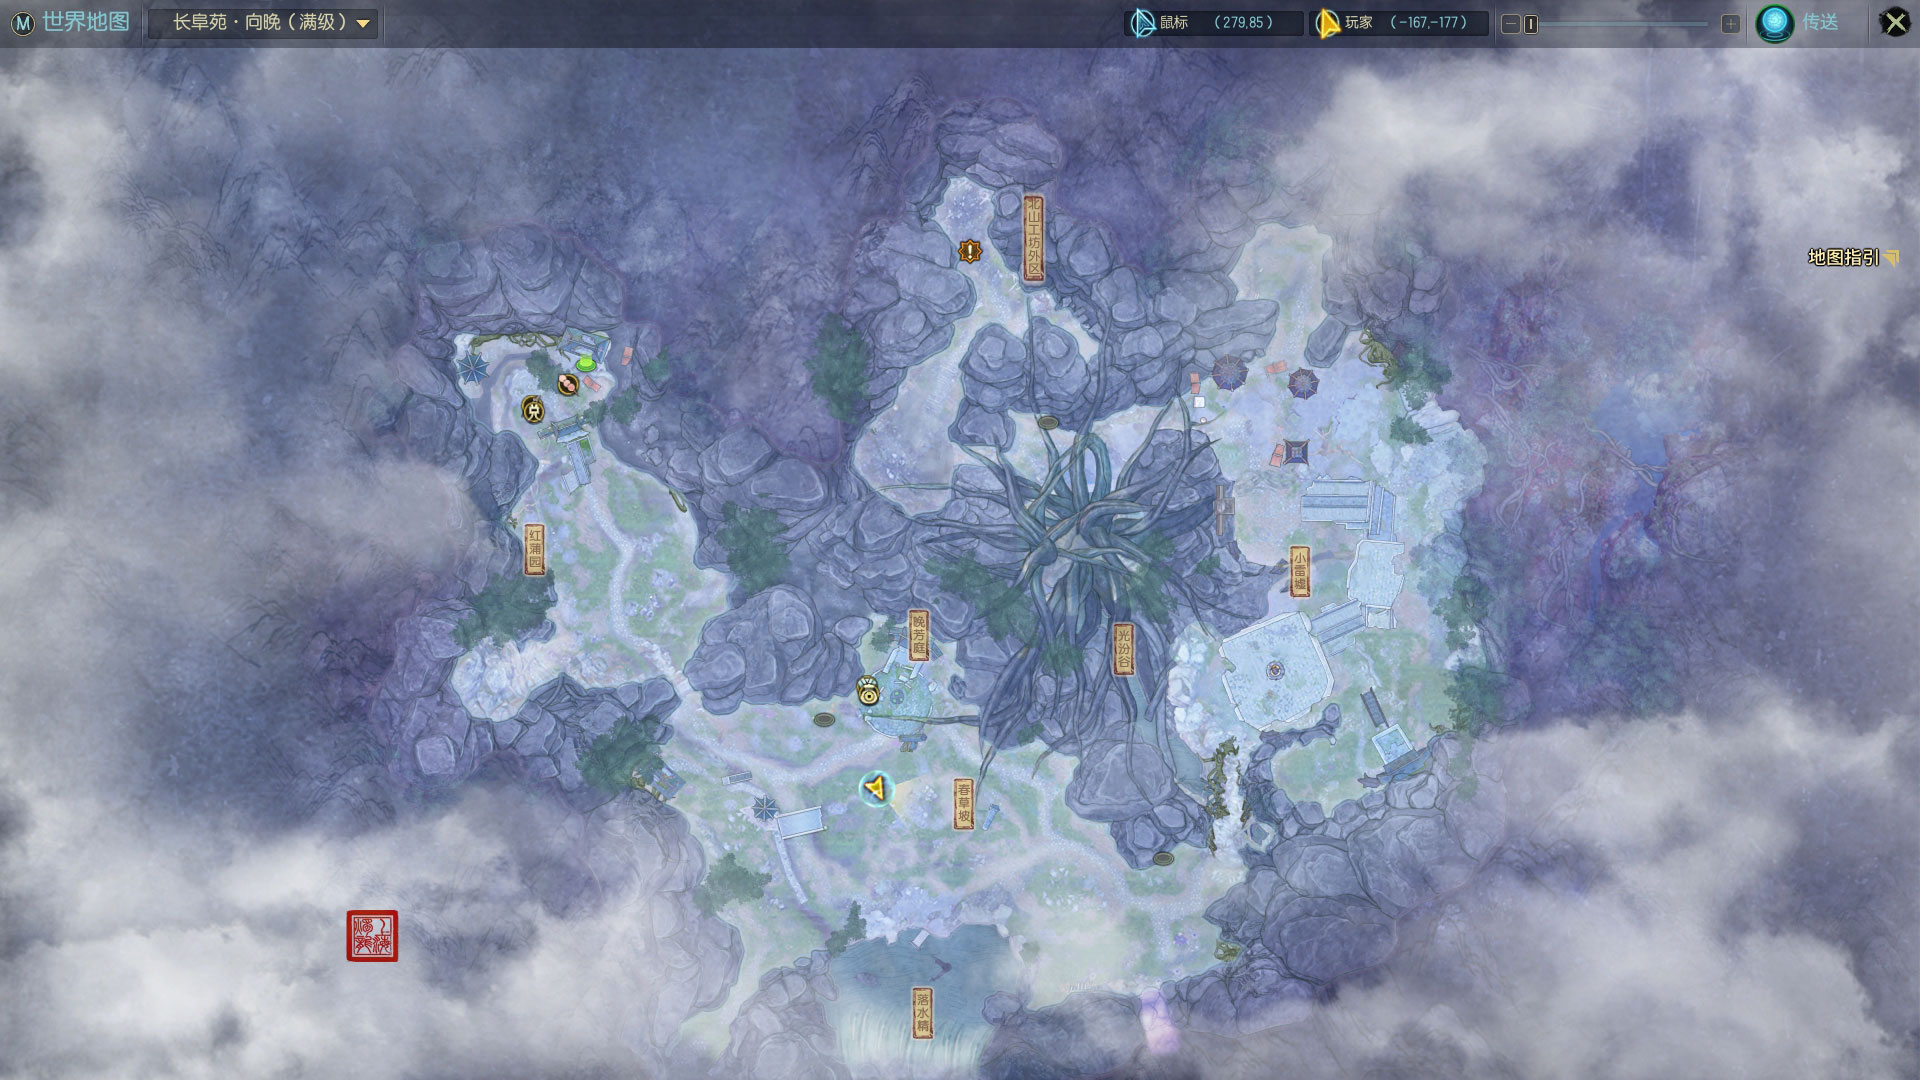 M 世界地图
长阜苑·向晚（满级）
鼠标 （279,85）
玩家 （-167,-177）
传送
地图指引
北山工坊外区
红蒲园
晚芳庭
光汾谷
小雷墟
春草坡
落水精